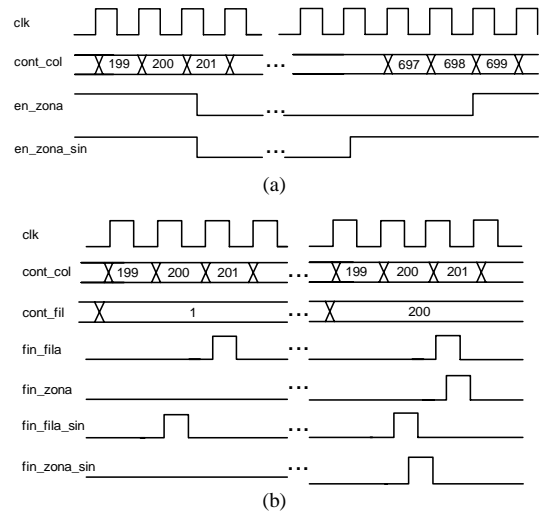 clk
cont_col 199 200 201 ... 697 698 699
en_zona ...
en_zona_sin ...
(a)
clk
cont_col 199 200 201 ... 199 200 201
cont_fil 1 ... 200
fin_fila ...
fin_zona ...
fin_fila_sin ...
fin_zona_sin
(b)